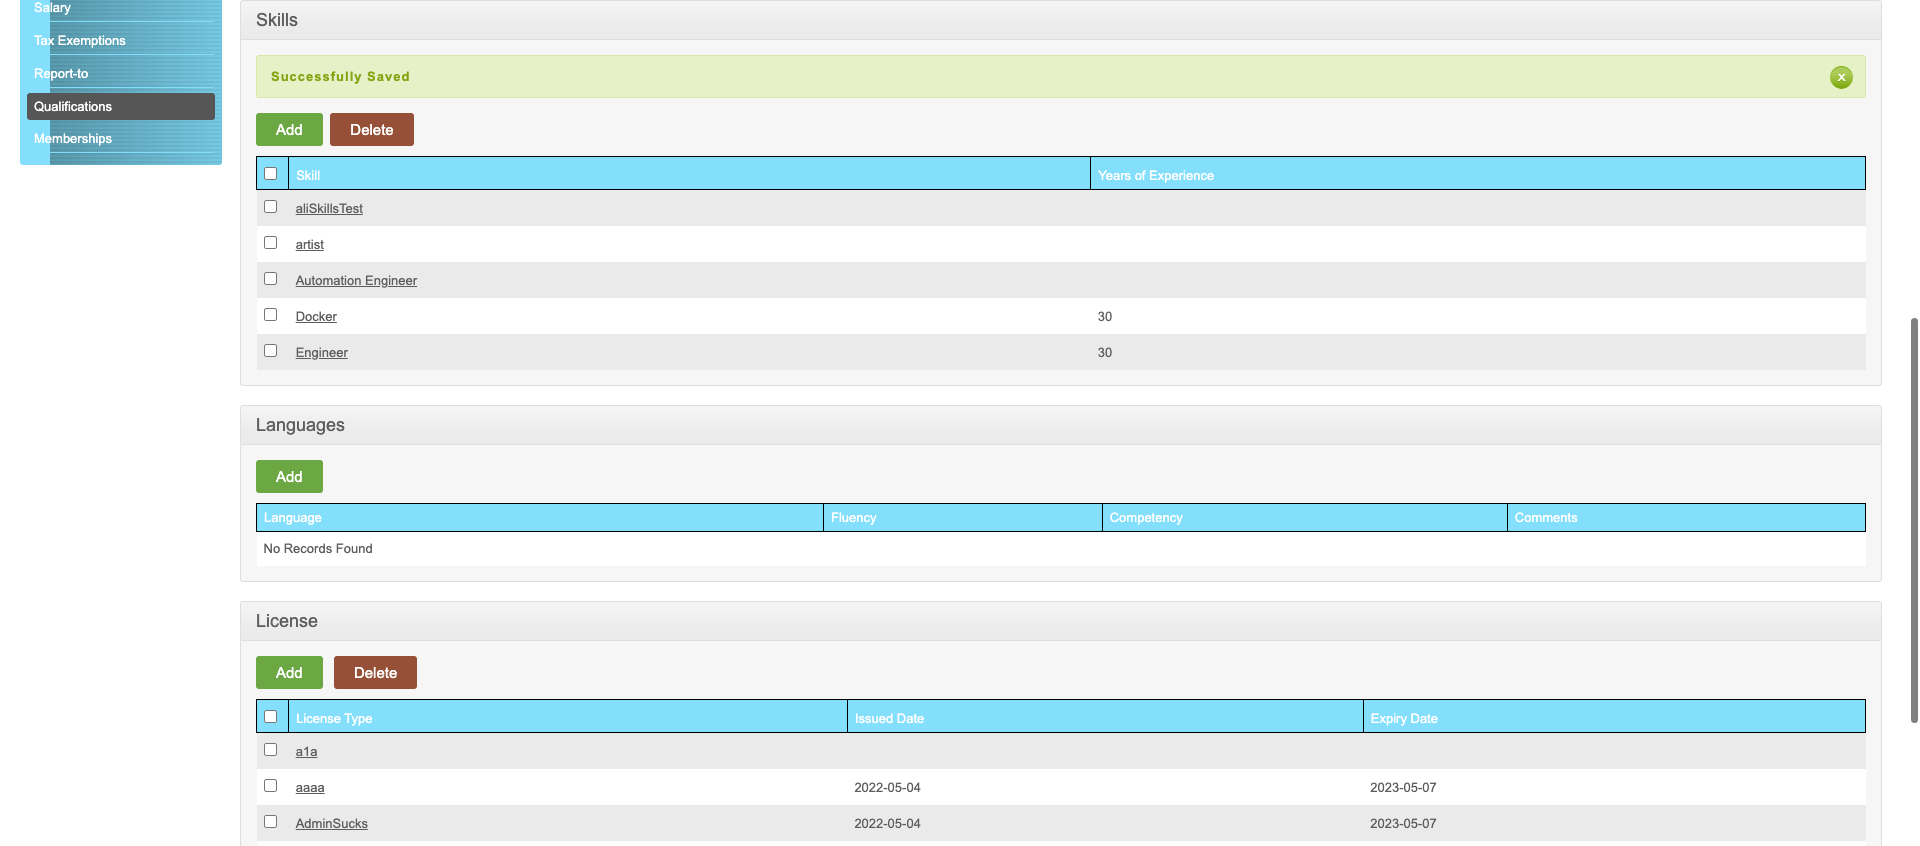 Salary
Tax Exemptions
Report-to
Qualifications
Memberships
Skills
Successfully Saved
x
Add Delete
Skill Years of Experience
aliSkillsTest
artist
Automation Engineer
Docker 30
Engineer 30
Languages
Add
Language Fluency Competency Comments
No Records Found
License
Add Delete
License Type Issued Date Expiry Date
a1a
aaaa 2022-05-04 2023-05-07
AdminSucks 2022-05-04 2023-05-07